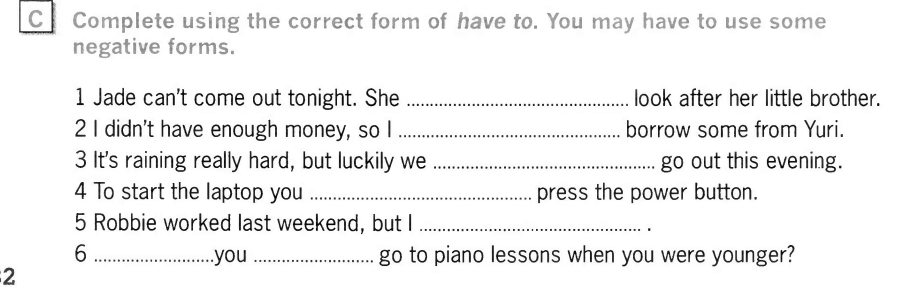 C Complete using the correct form of have to. You may have to use some
negative forms.
1 Jade can't come out tonight. She ................................................ look after her little brother.
2 I didn't have enough money, so I ................................................ borrow some from Yuri.
3 It's raining really hard, but luckily we ................................................ go out this evening.
4 To start the laptop you ................................................ press the power button.
5 Robbie worked last weekend, but I ................................................ .
6 ..........................you .......................... go to piano lessons when you were younger?